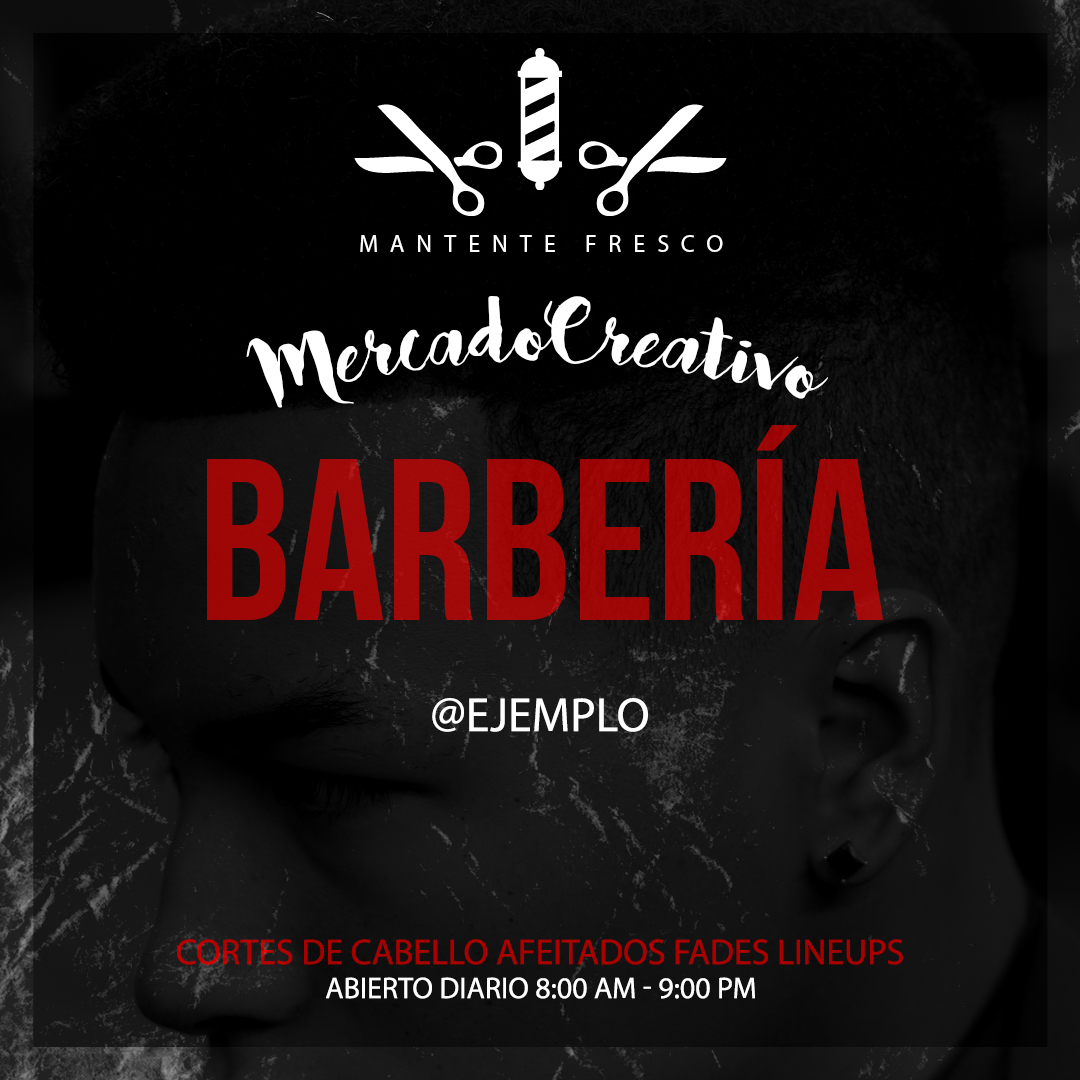 MANTENTE FRESCO
MercadoCreativo
BARBERÍA
@EJEMPLO
CORTES DE CABELLO AFEITADOS FADES LINEUPS
ABIERTO DIARIO 8:00 AM - 9:00 PM